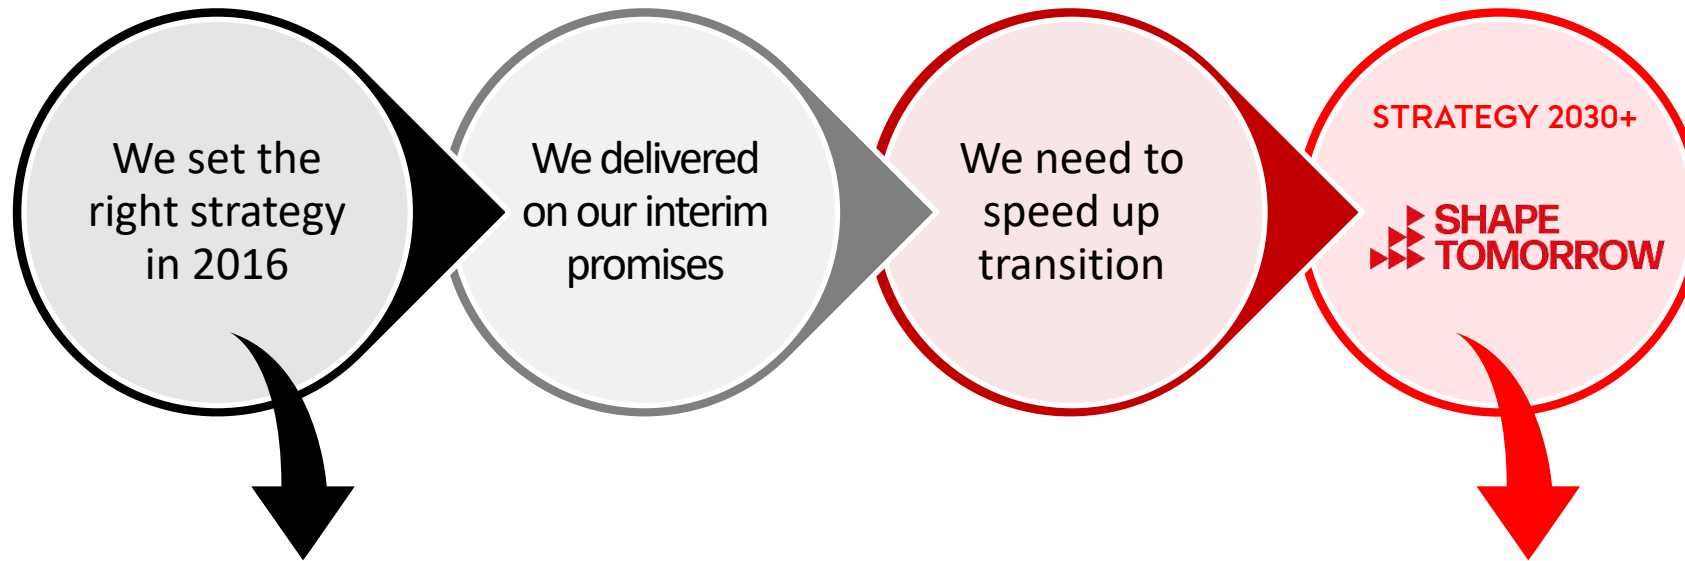 We set the
right strategy
in 2016
We delivered
on our interim
promises
We need to
speed up
transition
STRATEGY 2030+
SHAPE
TOMORROW